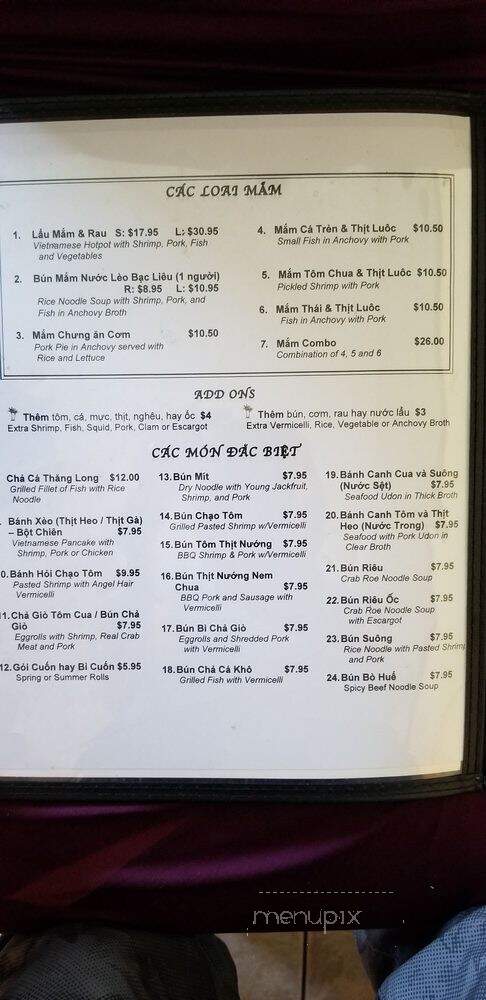 CÁC LOAI MẮM
1. Lẩu Mắm & Rau S: $17.95 L: $30.95
Vietnamese Hotpot with Shrimp, Pork, Fish
and Vegetables
2. Bún Mắm Nước Lèo Bạc Liêu (1 người)
R: $8.95 L: $10.95
Rice Noodle Soup with Shrimp, Pork, and
Fish in Anchovy Broth
3. Mắm Chưng ăn Cơm $10.50
Pork Pie in Anchovy served with
Rice and Lettuce
4. Mắm Cá Trèn & Thịt Luôc $10.50
Small Fish in Anchovy with Pork
5. Mắm Tôm Chua & Thịt Luôc $10.50
Pickled Shrimp with Pork
6. Mắm Thái & Thịt Luôc $10.50
Fish in Anchovy with Pork
7. Mắm Combo $26.00
Combination of 4, 5 and 6
ADD ONS
Thêm tôm, cá, mực, thịt, nghêu, hay ốc $4
Extra Shrimp, Fish, Squid, Pork, Clam or Escargot
Thêm bún, cơm, rau hay nước lẩu $3
Extra Vermicelli, Rice, Vegetable or Anchovy Broth
CÁC MÓN ĐẶC BIỆT
Chả Cá Thăng Long $12.00
Grilled Fillet of Fish with Rice
Noodle
. Bánh Xèo (Thịt Heo / Thịt Gà)
– Bột Chiên $7.95
Vietnamese Pancake with
Shrimp, Pork or Chicken
0. Bánh Hỏi Chạo Tôm $9.95
Pasted Shrimp with Angel Hair
Vermicelli
11. Chả Giò Tôm Cua / Bún Chả
Giò $7.95
Eggrolls with Shrimp, Real Crab
Meat and Pork
12. Gỏi Cuốn hay Bì Cuốn $5.95
Spring or Summer Rolls
13. Bún Mít $7.95
Dry Noodle with Young Jackfruit,
Shrimp, and Pork
14. Bún Chạo Tôm $7.95
Grilled Pasted Shrimp w/Vermicelli
15. Bún Tôm Thịt Nướng $7.95
BBQ Shrimp & Pork w/Vermicelli
16. Bún Thịt Nướng Nem
Chua $7.95
BBQ Pork and Sausage with
Vermicelli
17. Bún Bì Chả Giò $7.95
Eggrolls and Shredded Pork
with Vermicelli
18. Bún Chả Cá Khô $7.95
Grilled Fish with Vermicelli
19. Bánh Canh Cua và Suông
(Nước Sệt) $7.95
Seafood Udon in Thick Broth
20. Bánh Canh Tôm và Thịt
Heo (Nước Trong) $7.95
Seafood with Pork Udon in
Clear Broth
21. Bún Riêu $7.95
Crab Roe Noodle Soup
22. Bún Riêu Ốc $7.95
Crab Roe Noodle Soup
with Escargot
23. Bún Suông $7.95
Rice Noodle with Pasted Shrimp
and Pork
24. Bún Bò Huế $7.95
Spicy Beef Noodle Soup
menupix